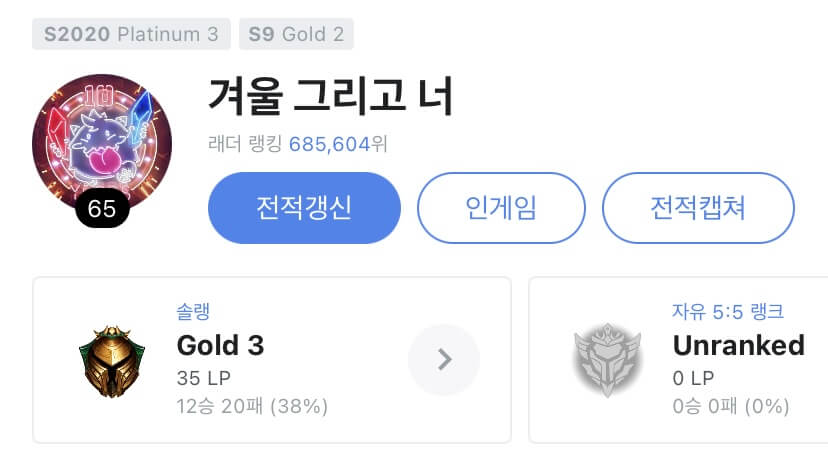 S2020 Platinum 3 S9 Gold 2
10
겨울 그리고 너
래더 랭킹 685,604위
65
전적갱신 인게임 전적캡쳐
솔랭
Gold 3
35 LP
12승 20패 (38%)
자유 5:5 랭크
Unranked
0 LP
0승 0패 (0%)